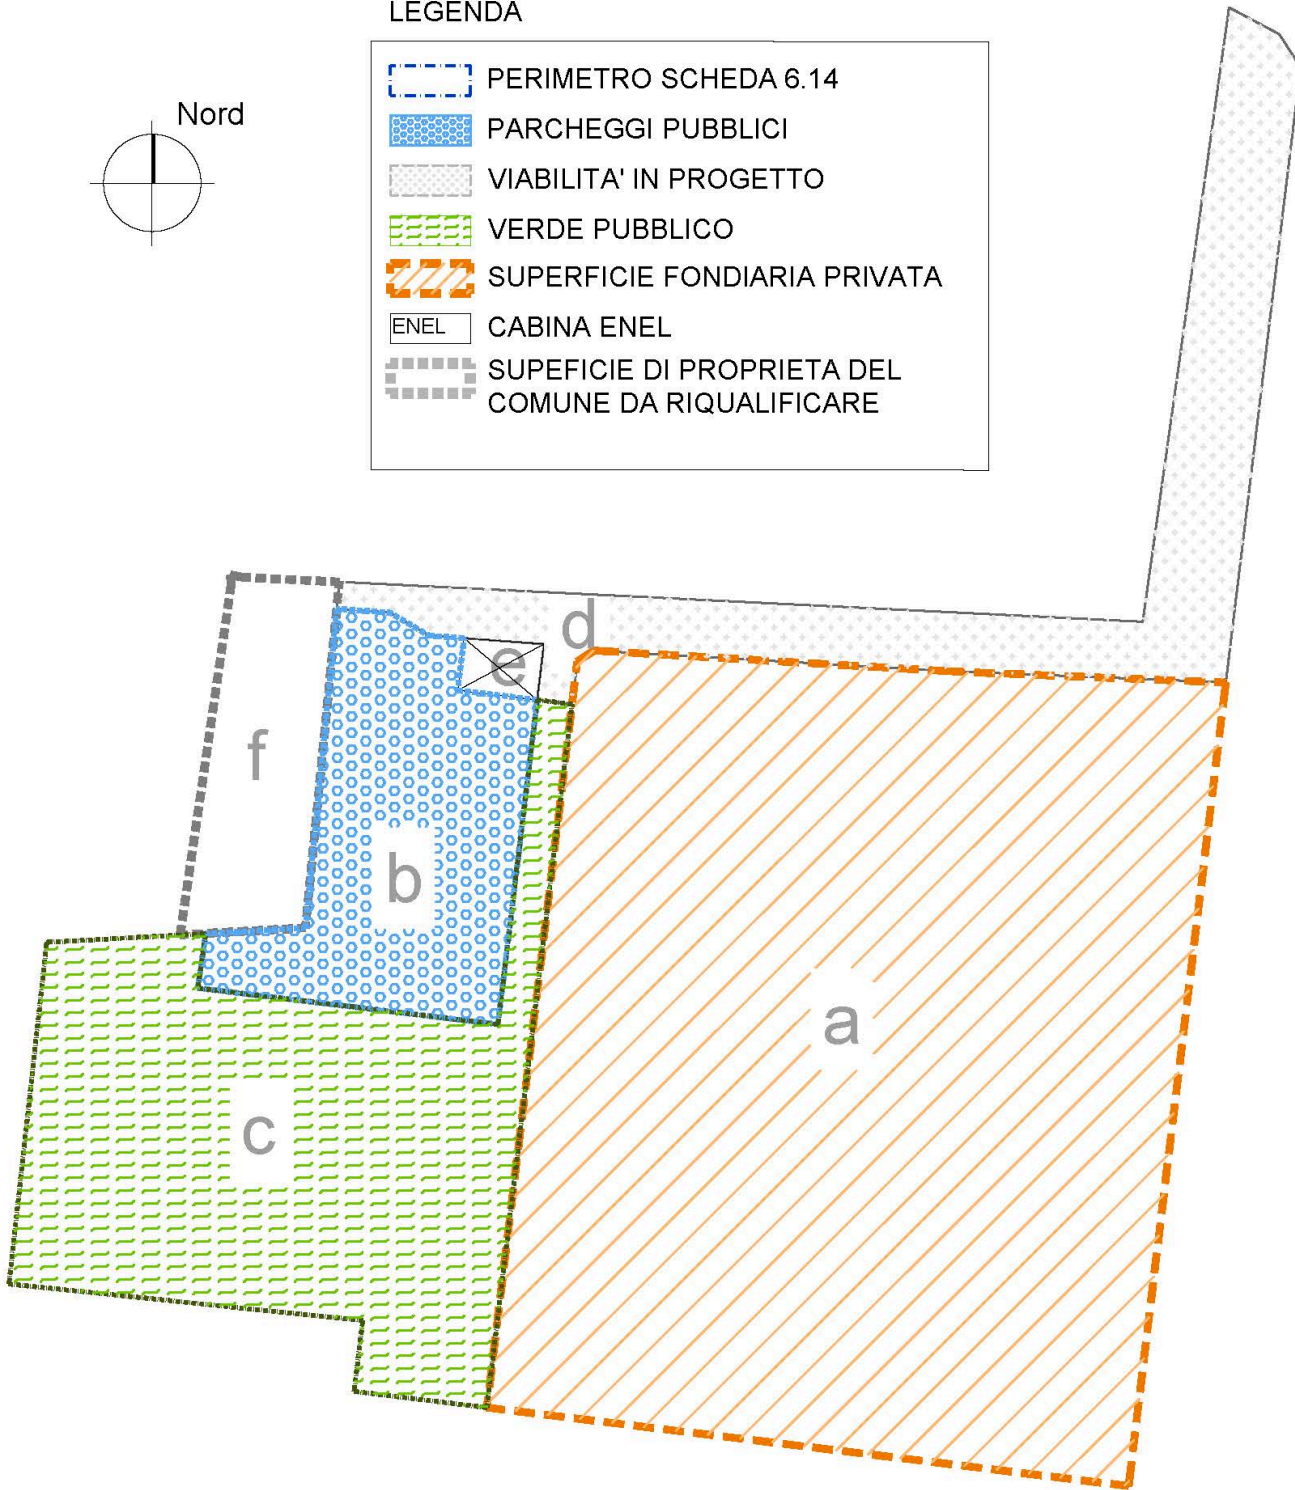 LEGENDA
Nord
PERIMETRO SCHEDA 6.14
PARCHEGGI PUBBLICI
VIABILITA' IN PROGETTO
VERDE PUBBLICO
SUPERFICIE FONDIARIA PRIVATA
ENEL CABINA ENEL
SUPEFICIE DI PROPRIETA DEL
COMUNE DA RIQUALIFICARE
d
e
f
b
a
c